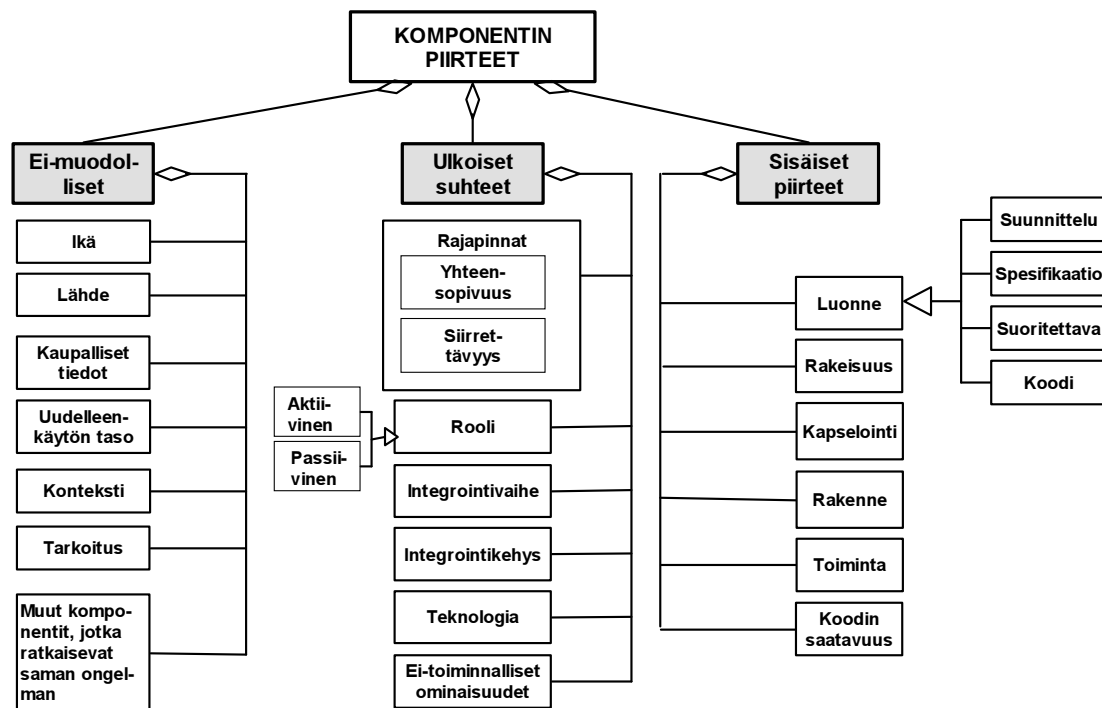 KOMPONENTIN
PIIRTEET
Ei-muodol-
liset
Ikä
Lähde
Kaupalliset
tiedot
Uudelleen-
käytön taso
Konteksti
Tarkoitus
Muut kompo-
nentit, jotka
ratkaisevat
saman ongel-
man
Ulkoiset
suhteet
Rajapinnat
Yhteen-
sopivuus
Siirret-
tävyys
Aktii-
vinen
Passii-
vinen
Rooli
Integrointivaihe
Integrointikehys
Teknologia
Ei-toiminnalliset
ominaisuudet
Sisäiset
piirteet
Luonne
Rakeisuus
Kapselointi
Rakenne
Toiminta
Koodin
saatavuus
Suunnittelu
Spesifikaatio
Suoritettava
Koodi